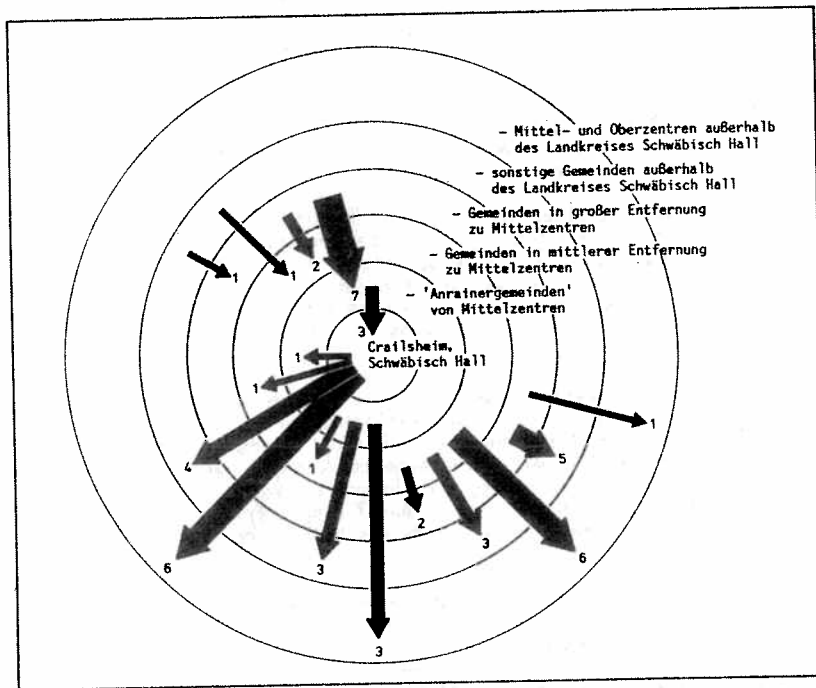 - Mittel- und Oberzentren außerhalb
des Landkreises Schwäbisch Hall
- sonstige Gemeinden außerhalb
des Landkreises Schwäbisch Hall
- Gemeinden in großer Entfernung
zu Mittelzentren
- Gemeinden in mittlerer Entfernung
zu Mittelzentren
- 'Anrainergemeinden'
von Mittelzentren
Crailsheim,
Schwäbisch Hall
1
1
2
7
3
1
1
4
6
1
3
3
2
3
6
5
1